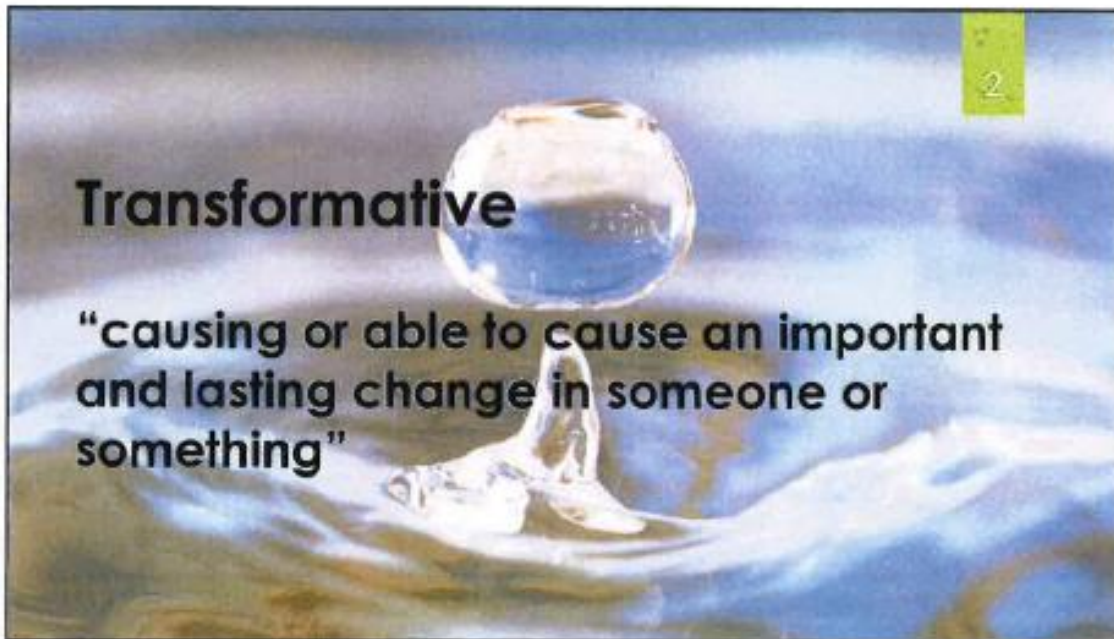 2
Transformative
“causing or able to cause an important
and lasting change in someone or
something”